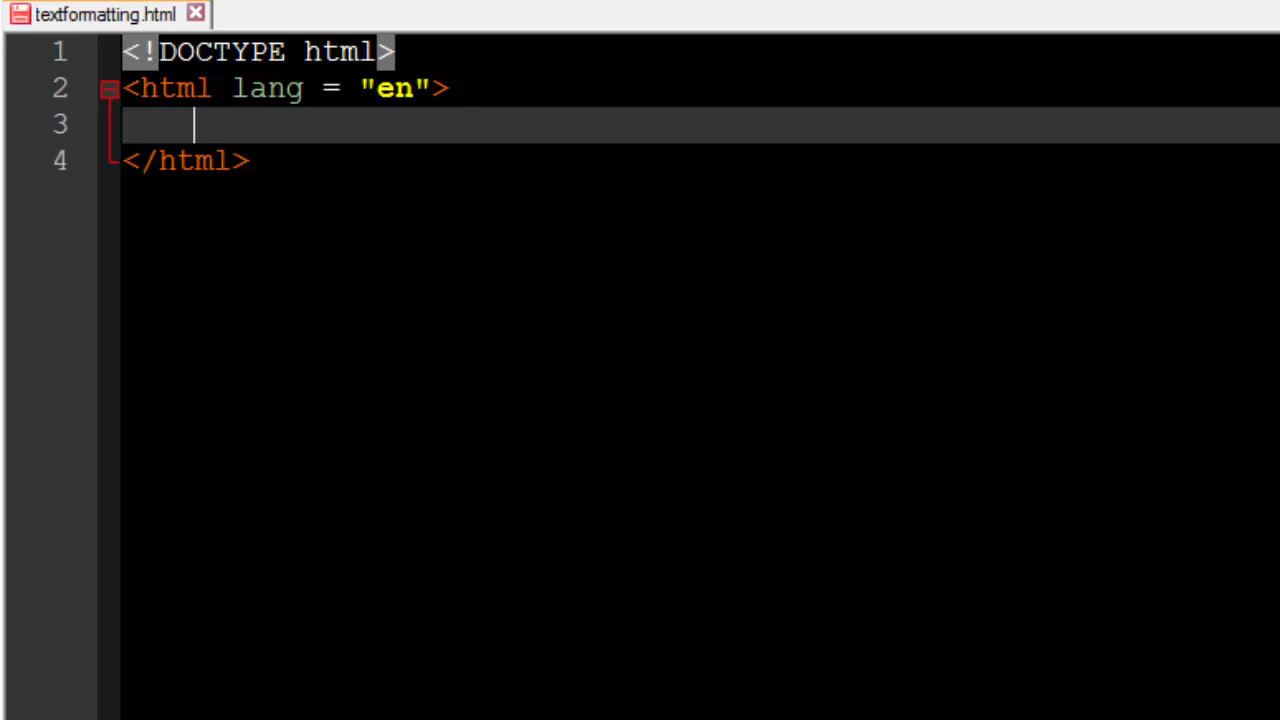 textformatting.html
1 <!DOCTYPE html>
2 <html lang = "en">
3
4 </html>